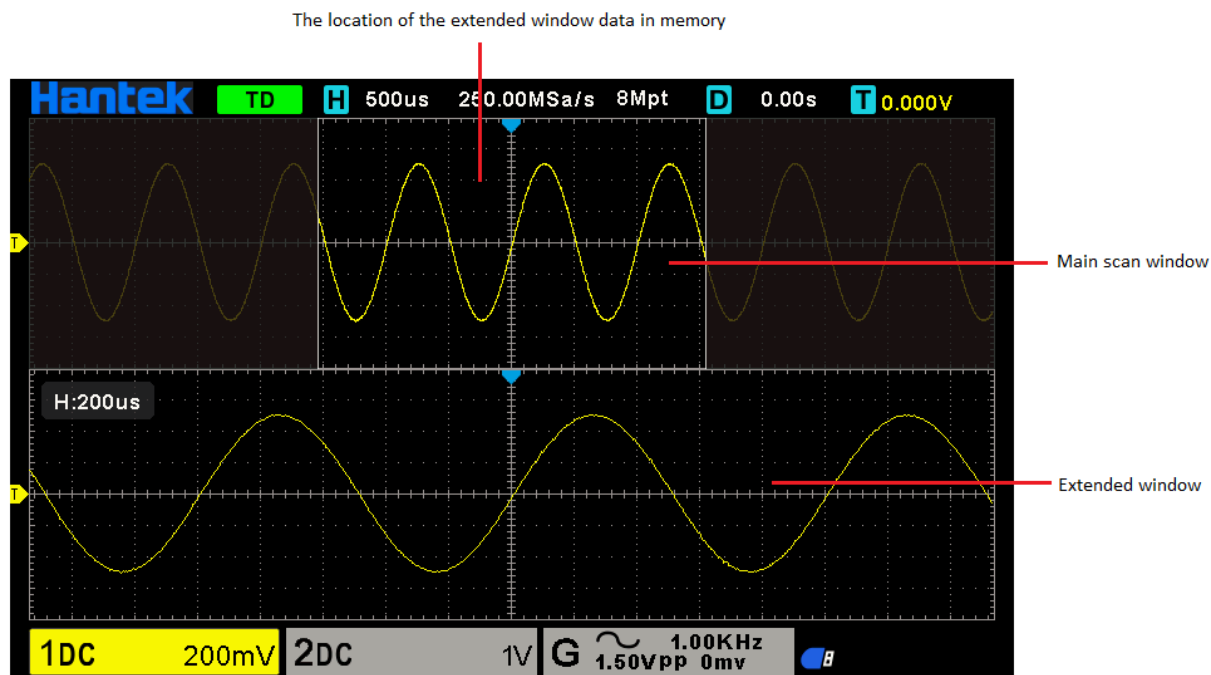 The location of the extended window data in memory
Hantek TD H 500us 250.00MSa/s 8Mpt D 0.00s T 0.000V
T
Main scan window
H:200us
T
Extended window
1DC 200mV 2DC 1V G 1.00KHz
1.50Vpp 0mv